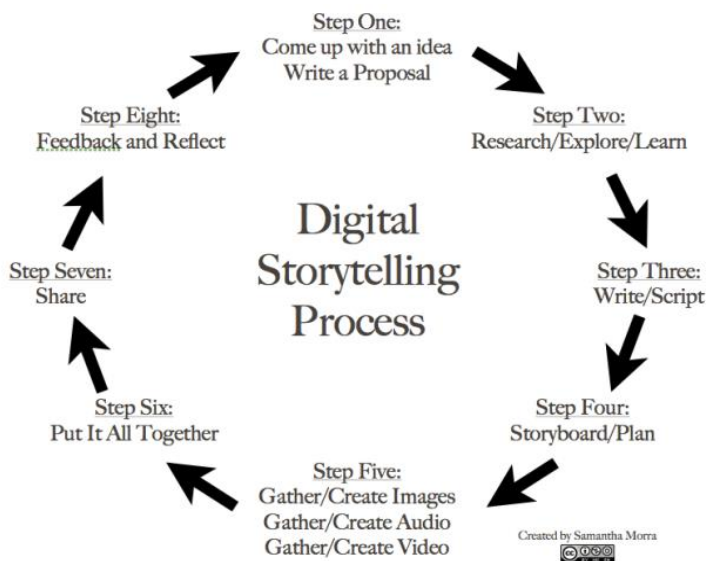 Digital
Storytelling
Process
Step One:
Come up with an idea
Write a Proposal
Step Two:
Research/Explore/Learn
Step Three:
Write/Script
Step Four:
Storyboard/Plan
Step Five:
Gather/Create Images
Gather/Create Audio
Gather/Create Video
Step Six:
Put It All Together
Step Seven:
Share
Step Eight:
Feedback and Reflect
Created by Samantha Morra